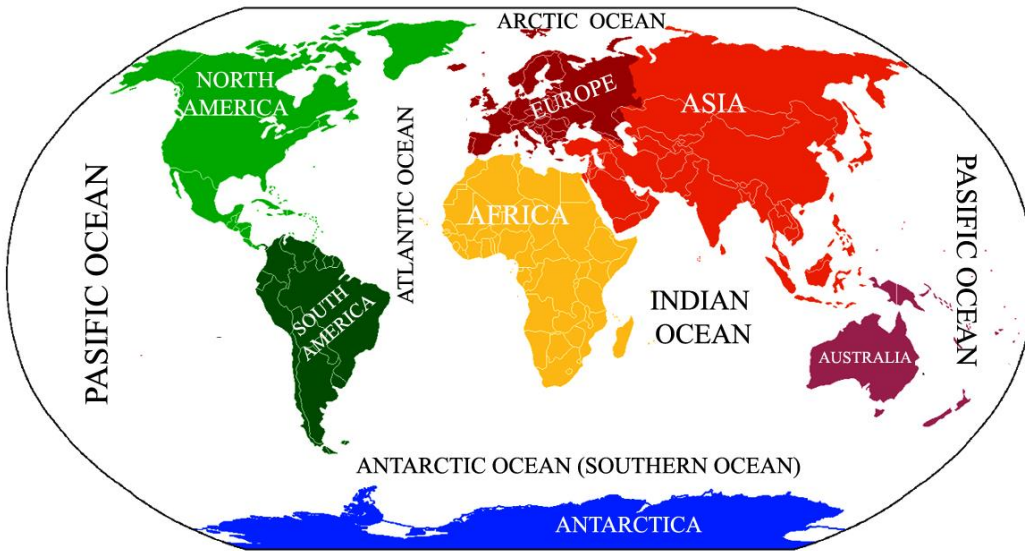 ARCTIC OCEAN
NORTH
AMERICA
EUROPE
ASIA
PASIFIC OCEAN
ATLANTIC OCEAN
AFRICA
PASIFIC OCEAN
SOUTH
AMERICA
INDIAN
OCEAN
AUSTRALIA
ANTARCTIC OCEAN (SOUTHERN OCEAN)
ANTARCTICA